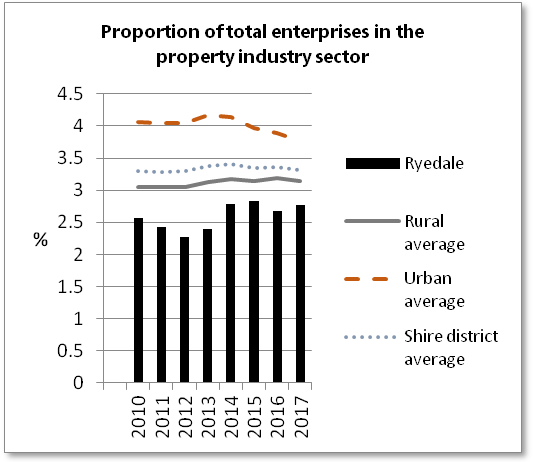 Proportion of total enterprises in the
property industry sector
4.5
4
3.5
3
2.5
2
1.5
1
0.5
0
%
2010
2011
2012
2013
2014
2015
2016
2017
Ryedale
Rural
average
Urban
average
Shire district
average